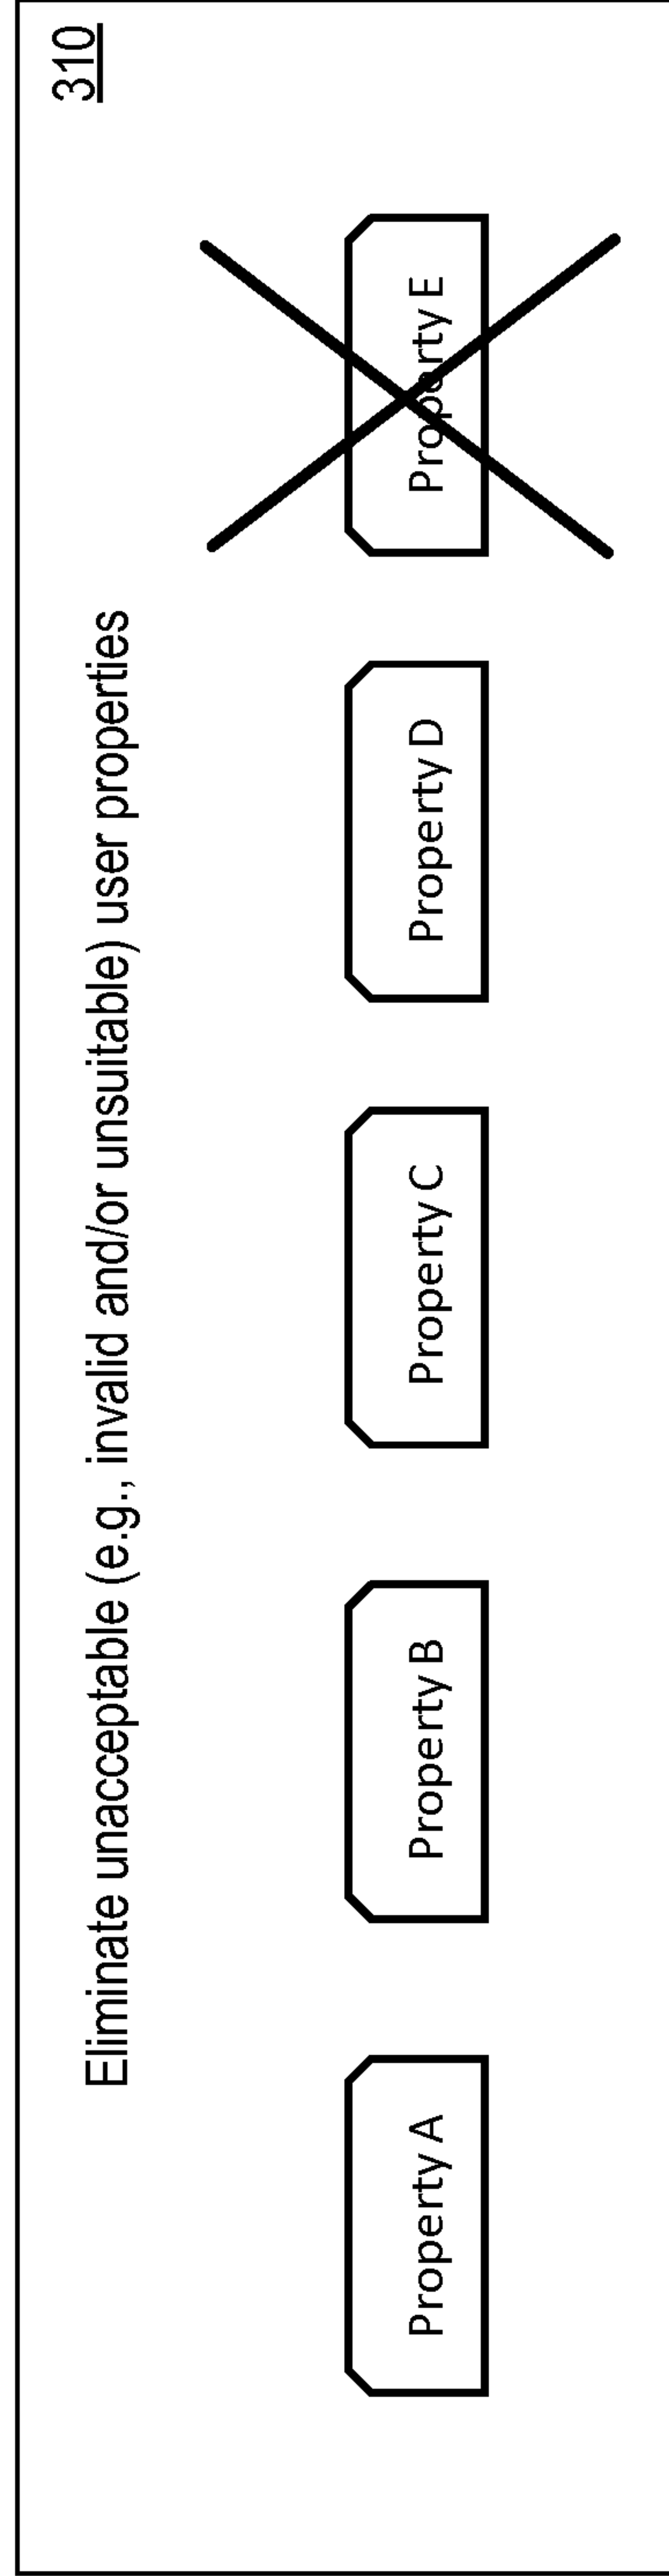 310
Eliminate unacceptable (e.g., invalid and/or unsuitable) user properties
Property A
Property B
Property C
Property D
Property E